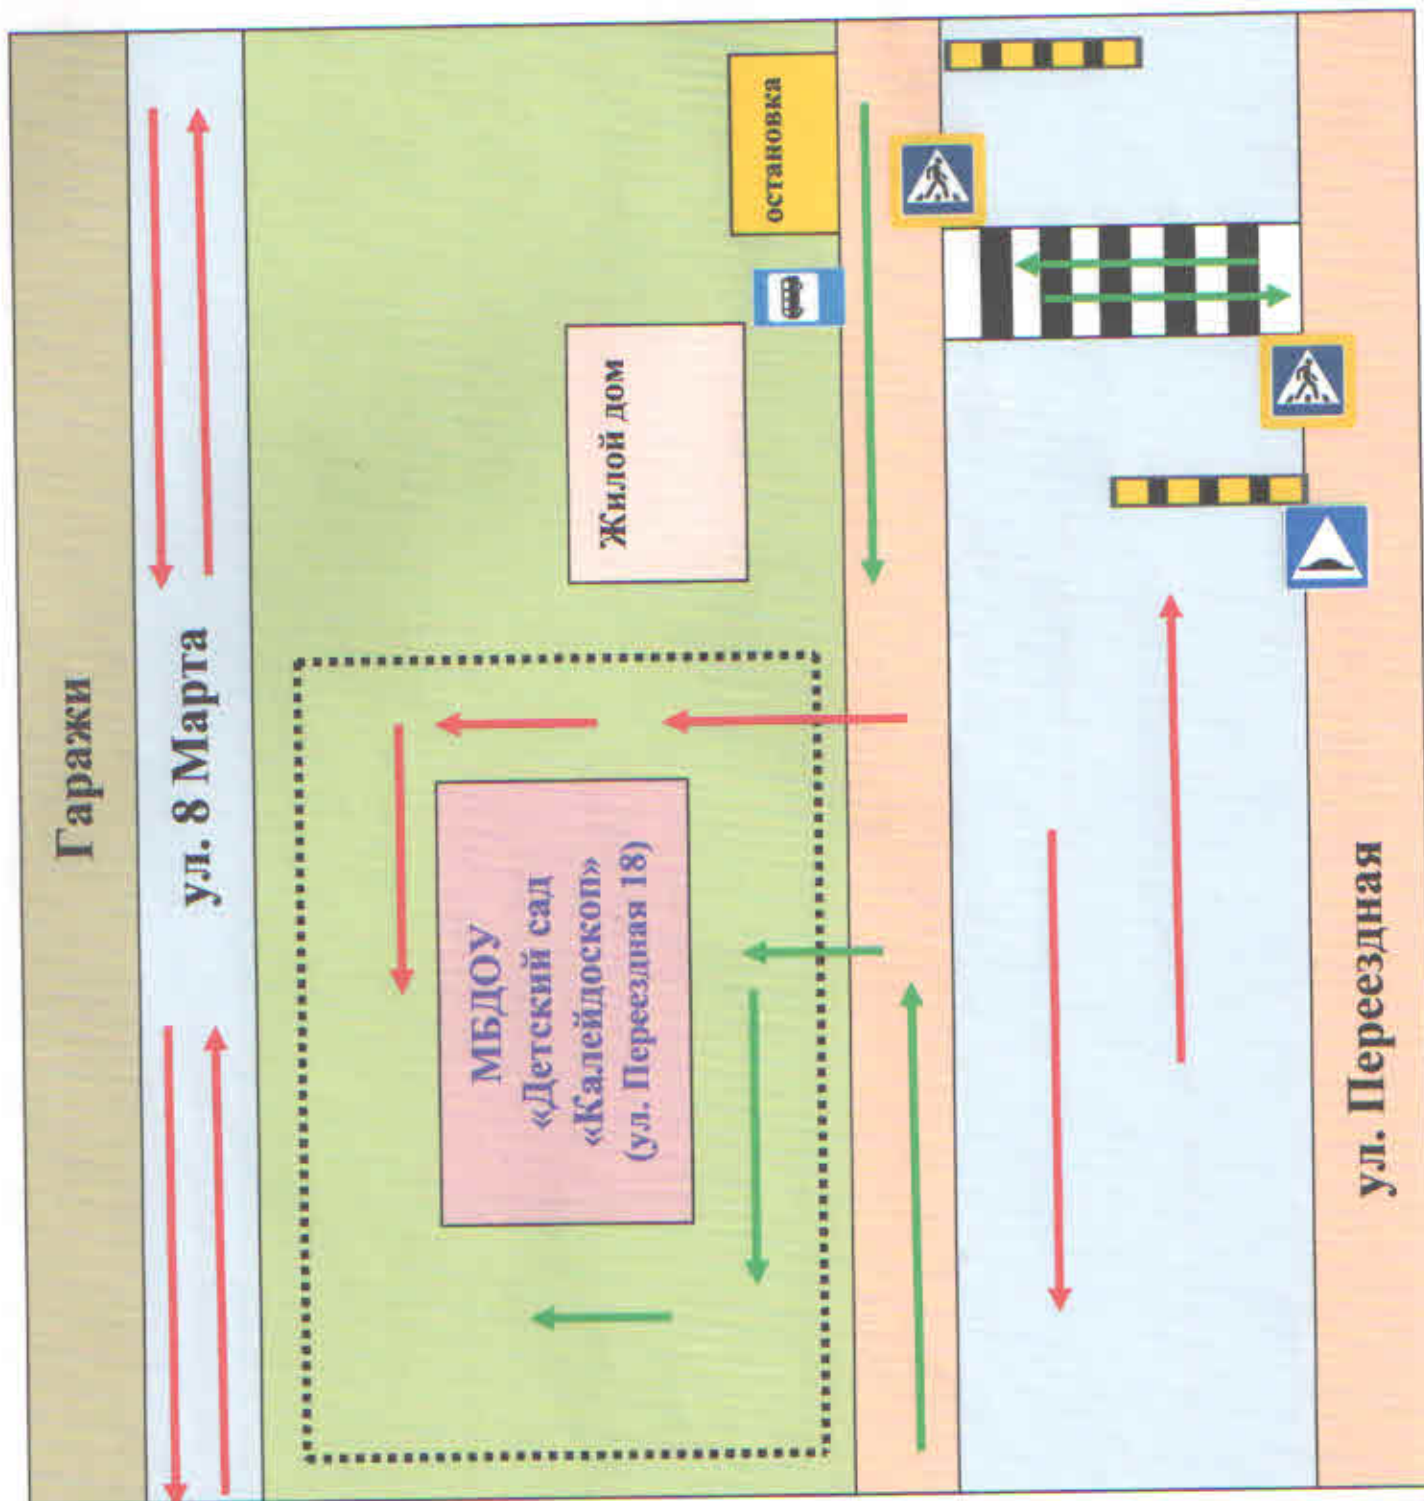 Гаражи
ул. 8 Марта
остановка
Жилой дом
МБДОУ
«Детский сад
«Калейдоскоп»
(ул. Переездная 18)
ул. Переездная